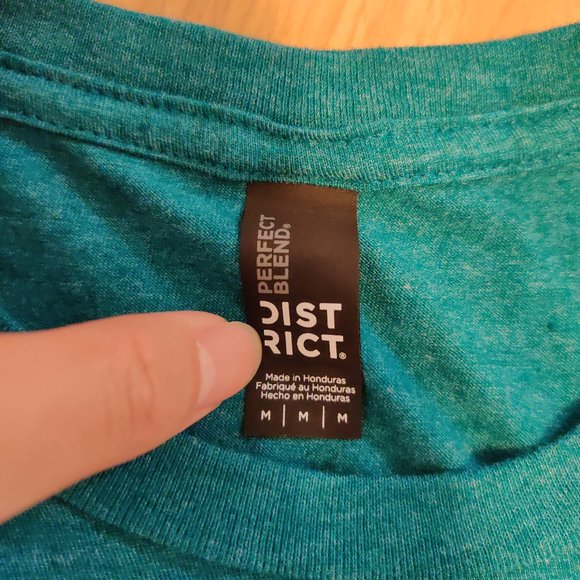 PERFECT
BLEND®
DIST
RICT®
Made in Honduras
Fabriqué au Honduras
Hecho en Honduras
M | M | M